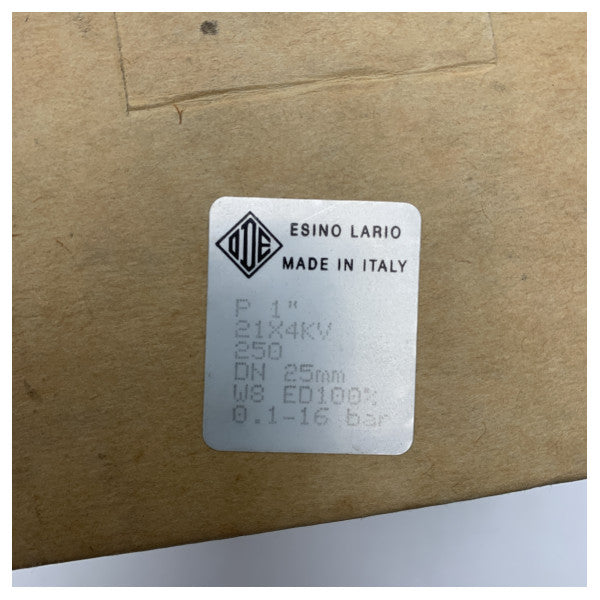 ODE
ESINO LARIO
MADE IN ITALY
P 1"
21X4KV
250
DN 25mm
W8 ED100%
0.1-16 bar